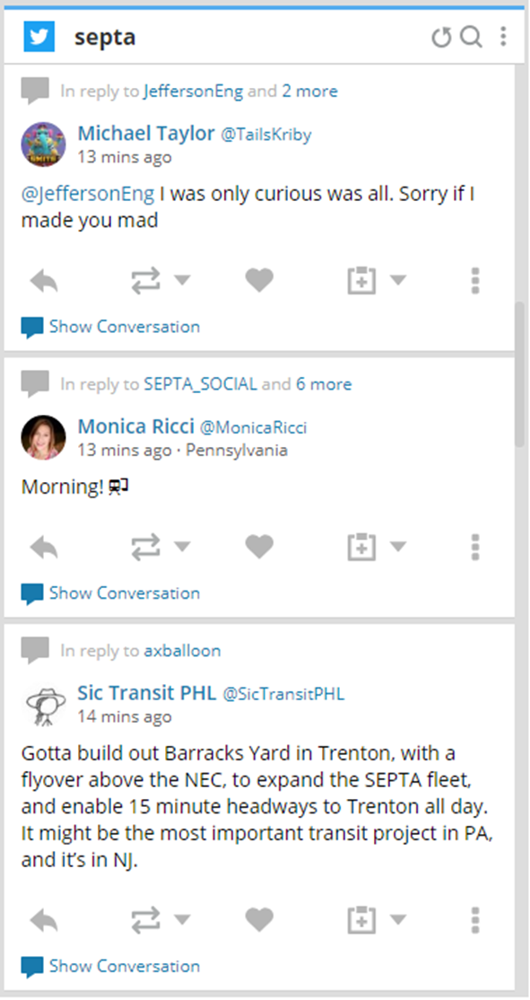 septa
In reply to JeffersonEng and 2 more
Michael Taylor @TailsKriby
13 mins ago
@JeffersonEng I was only curious was all. Sorry if I
made you mad
Show Conversation
In reply to SEPTA_SOCIAL and 6 more
Monica Ricci @MonicaRicci
13 mins ago · Pennsylvania
Morning!
Show Conversation
In reply to axballoon
Sic Transit PHL @SicTransitPHL
14 mins ago
Gotta build out Barracks Yard in Trenton, with a
flyover above the NEC, to expand the SEPTA fleet,
and enable 15 minute headways to Trenton all day.
It might be the most important transit project in PA,
and it’s in NJ.
Show Conversation